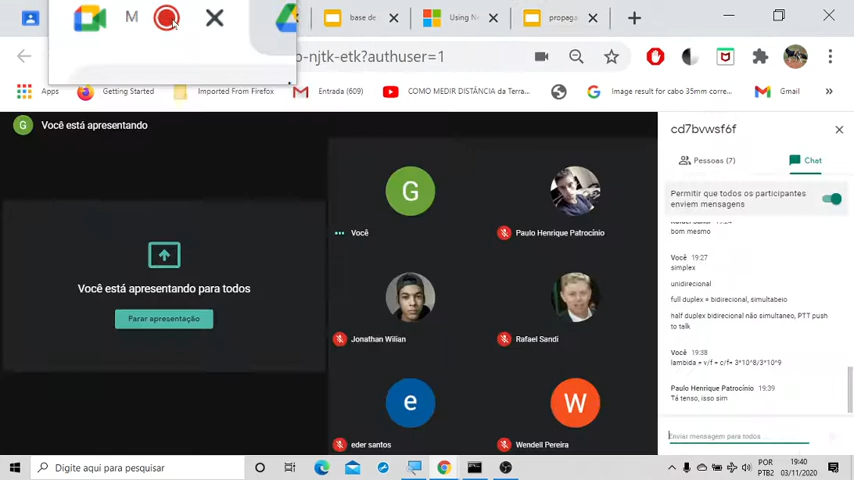 M
base de
Using Ne
propaga
o-njtk-etk?authuser=1
Apps
Getting Started
Imported From Firefox
Entrada (609)
COMO MEDIR DISTÂNCIA da Terra...
Image result for cabo 35mm corre...
Gmail
»
G Você está apresentando
cd7bvwsf6f
Pessoas (7)
Chat
Permitir que todos os participantes
enviem mensagens
bom mesmo
Você 19:27
simplex
unidirecional
full duplex = bidirecional, simultabeio
half duplex bidirecional não simultaneo, PTT push
to talk
Você 19:38
lambida = v/f = c/f= 3*10^8/3*10^9
Paulo Henrique Patrocínio 19:39
Tá tenso, isso sim
Enviar mensagem para todos
Você está apresentando para todos
Parar apresentação
G
Você
Paulo Henrique Patrocínio
Jonathan Wilian
Rafael Sandi
e
eder santos
W
Wendell Pereira
Digite aqui para pesquisar
POR
PTB2
19:40
03/11/2020